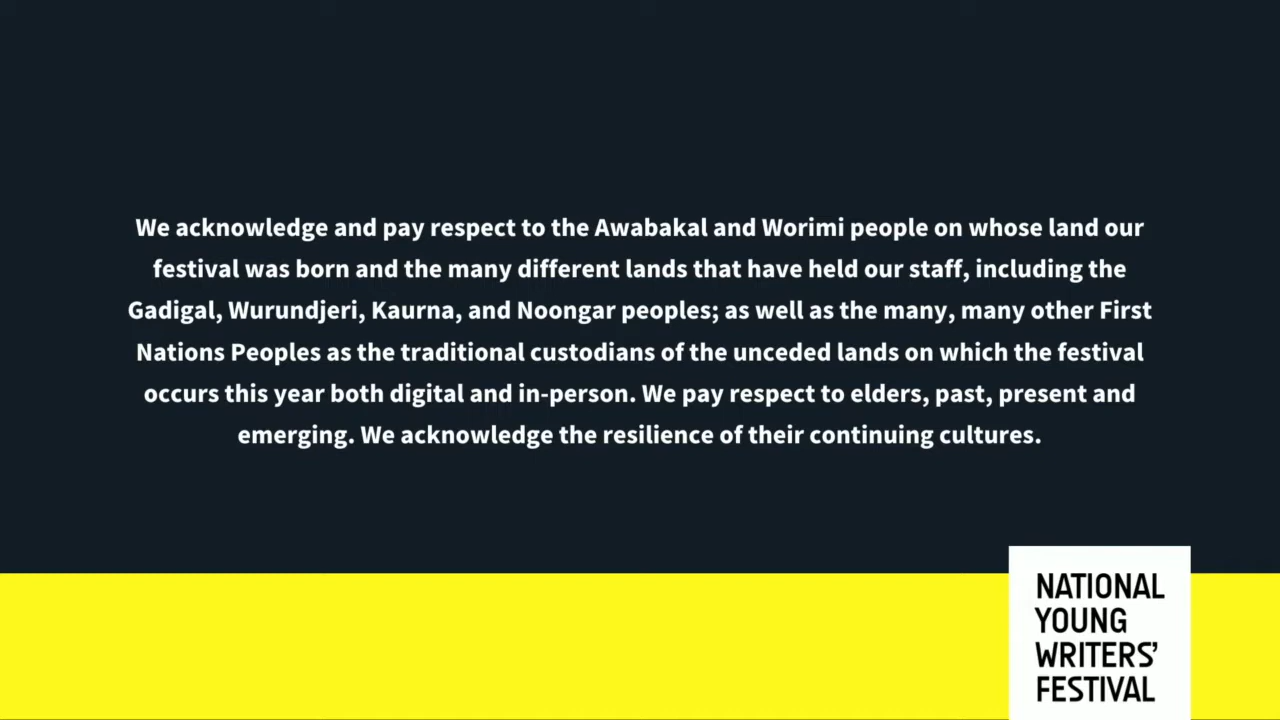 We acknowledge and pay respect to the Awabakal and Worimi people on whose land our
festival was born and the many different lands that have held our staff, including the
Gadigal, Wurundjeri, Kaurna, and Noongar peoples; as well as the many, many other First
Nations Peoples as the traditional custodians of the unceded lands on which the festival
occurs this year both digital and in-person. We pay respect to elders, past, present and
emerging. We acknowledge the resilience of their continuing cultures.
NATIONAL
YOUNG
WRITERS'
FESTIVAL